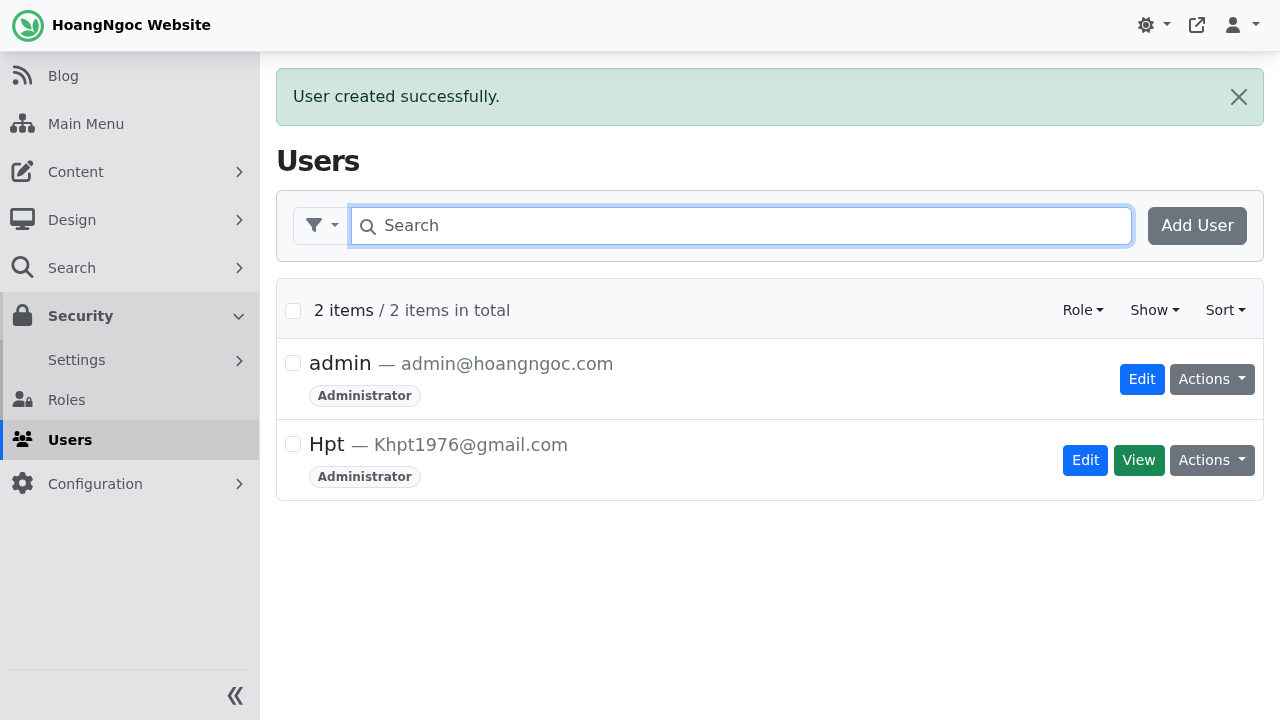 HoangNgoc Website
Blog
Main Menu
Content
Design
Search
Security
Settings
Roles
Users
Configuration
User created successfully.
Users
Search
Add User
2 items / 2 items in total
Role
Show
Sort
admin — admin@hoangngoc.com
Administrator
Edit
Actions
Hpt — Khpt1976@gmail.com
Administrator
Edit
View
Actions